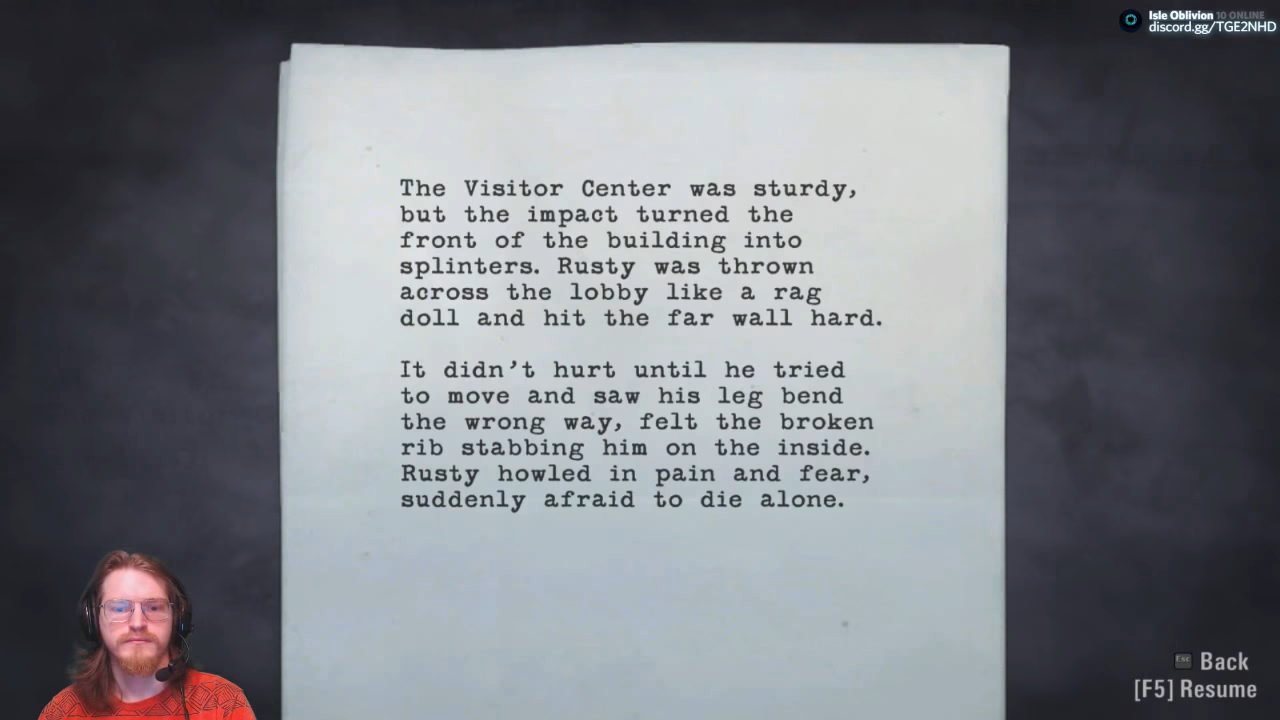 Isle Oblivion 10 ONLINE
discord.gg/TGE2NHD
The Visitor Center was sturdy,
but the impact turned the
front of the building into
splinters. Rusty was thrown
across the lobby like a rag
doll and hit the far wall hard.
It didn't hurt until he tried
to move and saw his leg bend
the wrong way, felt the broken
rib stabbing him on the inside.
Rusty howled in pain and fear,
suddenly afraid to die alone.
Esc Back
[F5] Resume